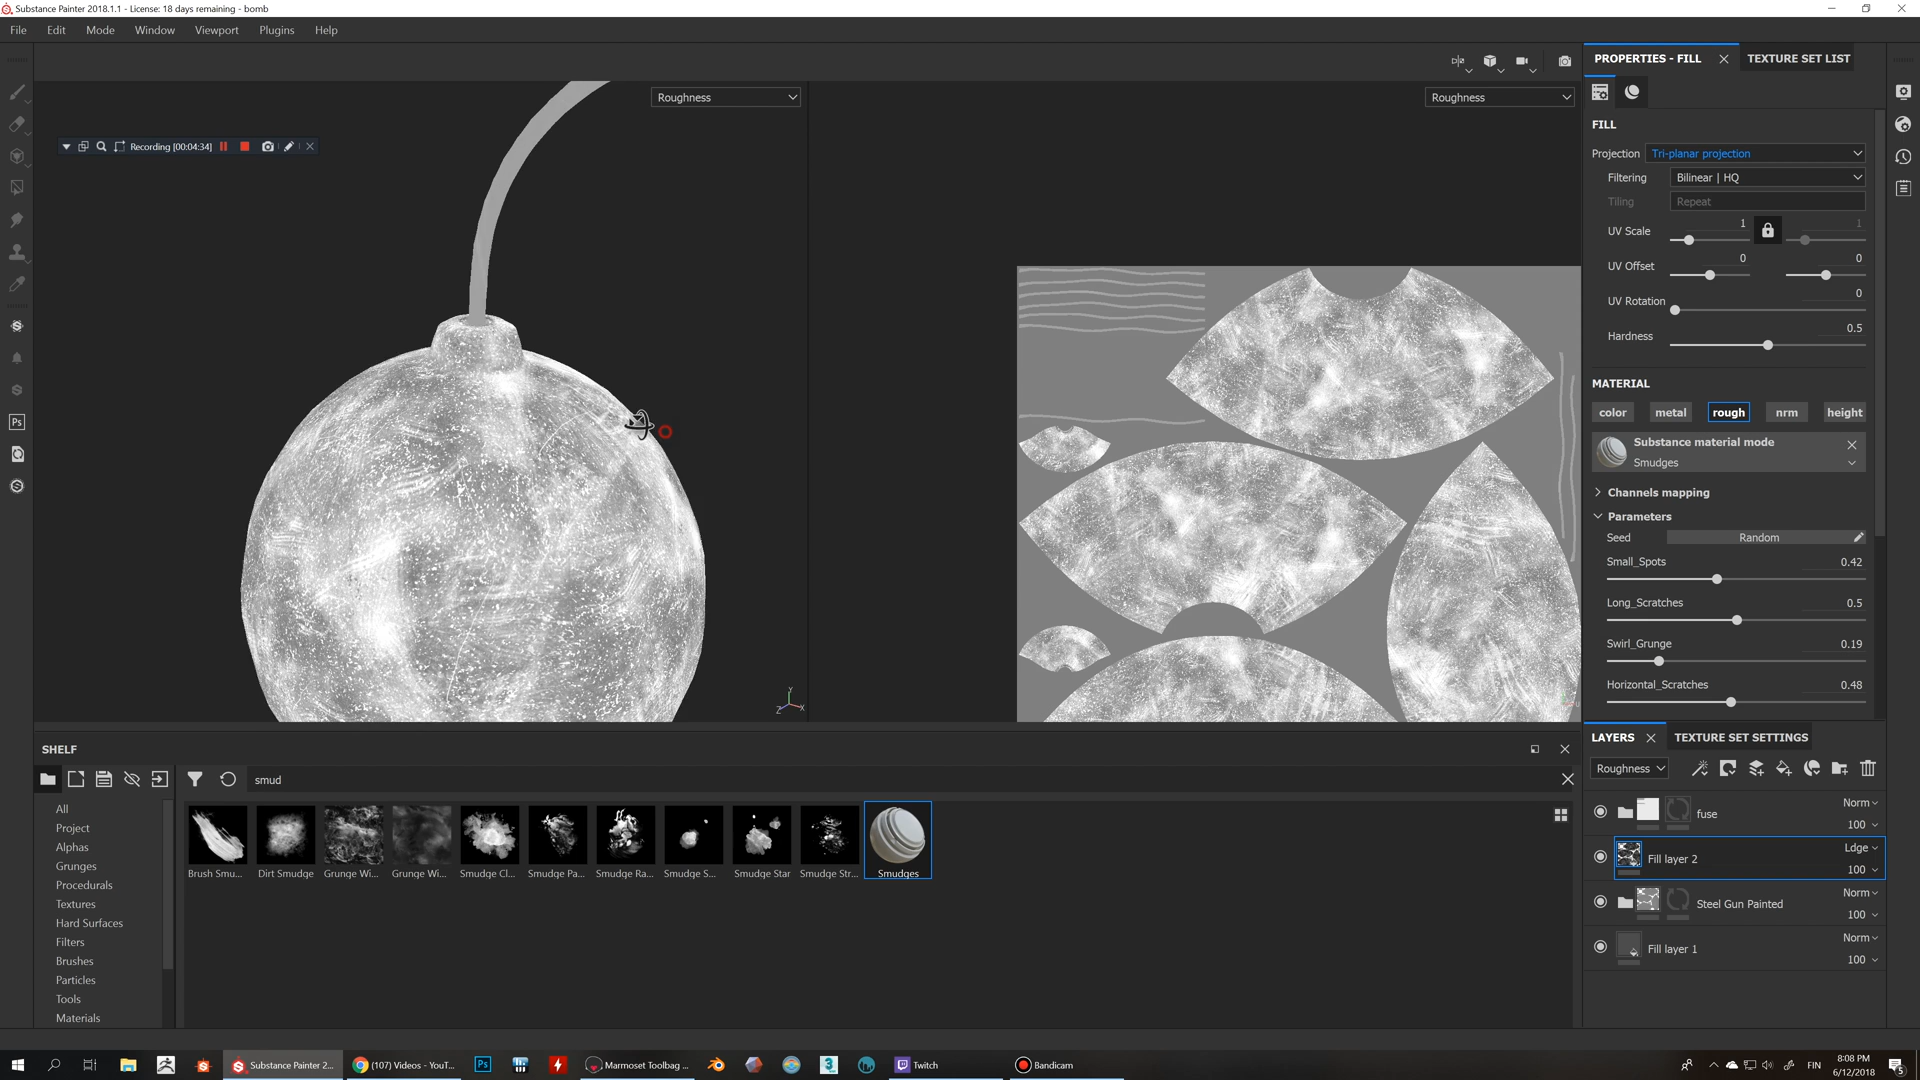 Substance Painter 2018.1.1 - License: 18 days remaining - bomb
File Edit Mode Window Viewport Plugins Help
Roughness
Roughness
Recording [00:04:34]
PROPERTIES - FILL
TEXTURE SET LIST
FILL
Projection Tri-planar projection
Filtering Bilinear | HQ
Tiling Repeat
UV Scale 1 1
UV Offset 0 0
UV Rotation 0
Hardness 0.5
MATERIAL
color metal rough nrm height
Substance material mode
Smudges
Channels mapping
Parameters
Seed Random
Small_Spots 0.42
Long_Scratches 0.5
Swirl_Grunge 0.19
Horizontal_Scratches 0.48
Y
Z X
SHELF
smud
All
Project
Alphas
Grunges
Procedurals
Textures
Hard Surfaces
Filters
Brushes
Particles
Tools
Materials
Brush Smu... Dirt Smudge Grunge Wi... Grunge Wi... Smudge Cl... Smudge Pa... Smudge Ra... Smudge S... Smudge Star Smudge Str... Smudges
LAYERS
TEXTURE SET SETTINGS
Roughness
fuse Norm 100
Fill layer 2 Ldge 100
Steel Gun Painted Norm 100
Fill layer 1 Norm 100
Ps
Substance Painter 2...
(107) Videos - YouT...
Ps
Marmoset Toolbag ...
3
Twitch
Bandicam
FIN
8:08 PM
6/12/2018
5